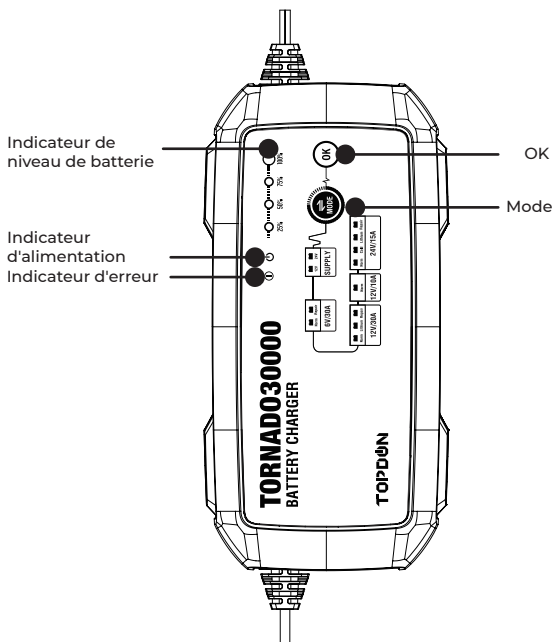 Indicateur de
niveau de batterie
Indicateur
d'alimentation
Indicateur d'erreur
OK
Mode
OK
MODE
100%
75%
50%
25%
SUPPLY
24V/15A
12V/10A
6V/30A
12V/30A
TORNADO30000
BATTERY CHARGER
TOPDON